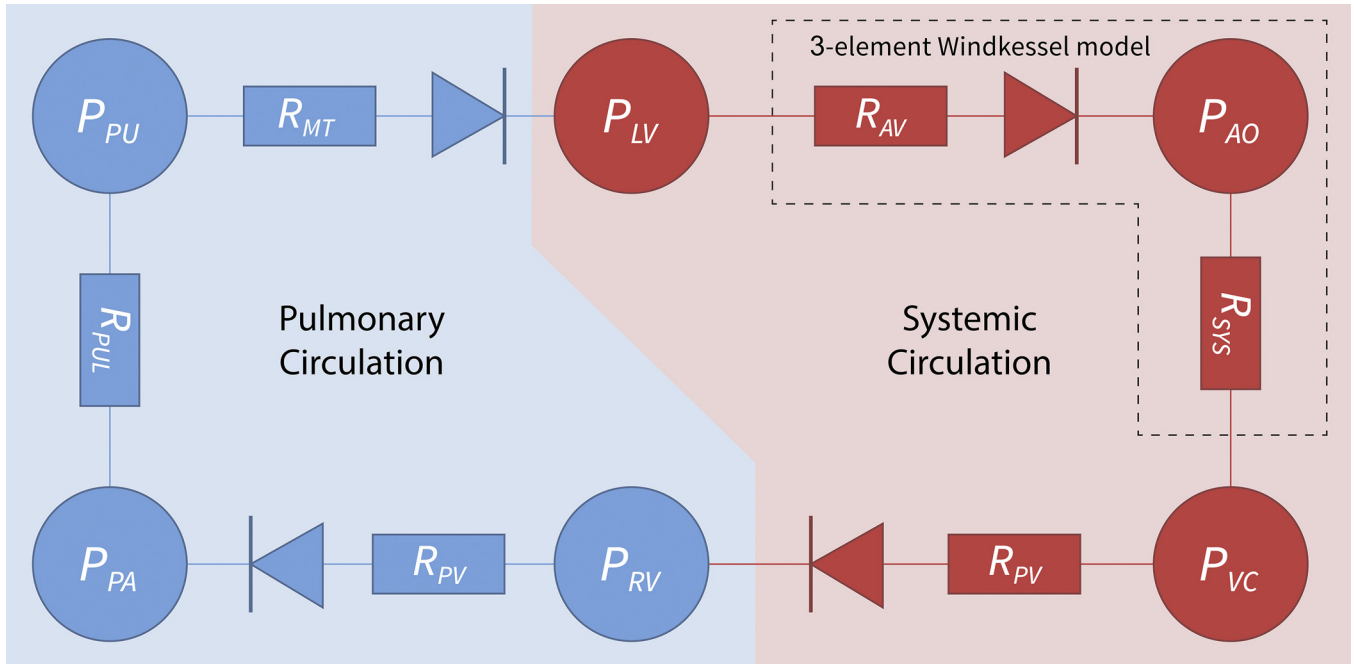 3-element Windkessel model
P_PU
R_MT
P_LV
R_AV
P_AO
R_PUL
Pulmonary
Circulation
Systemic
Circulation
R_SYS
P_PA
R_PV
P_RV
R_PV
P_VC